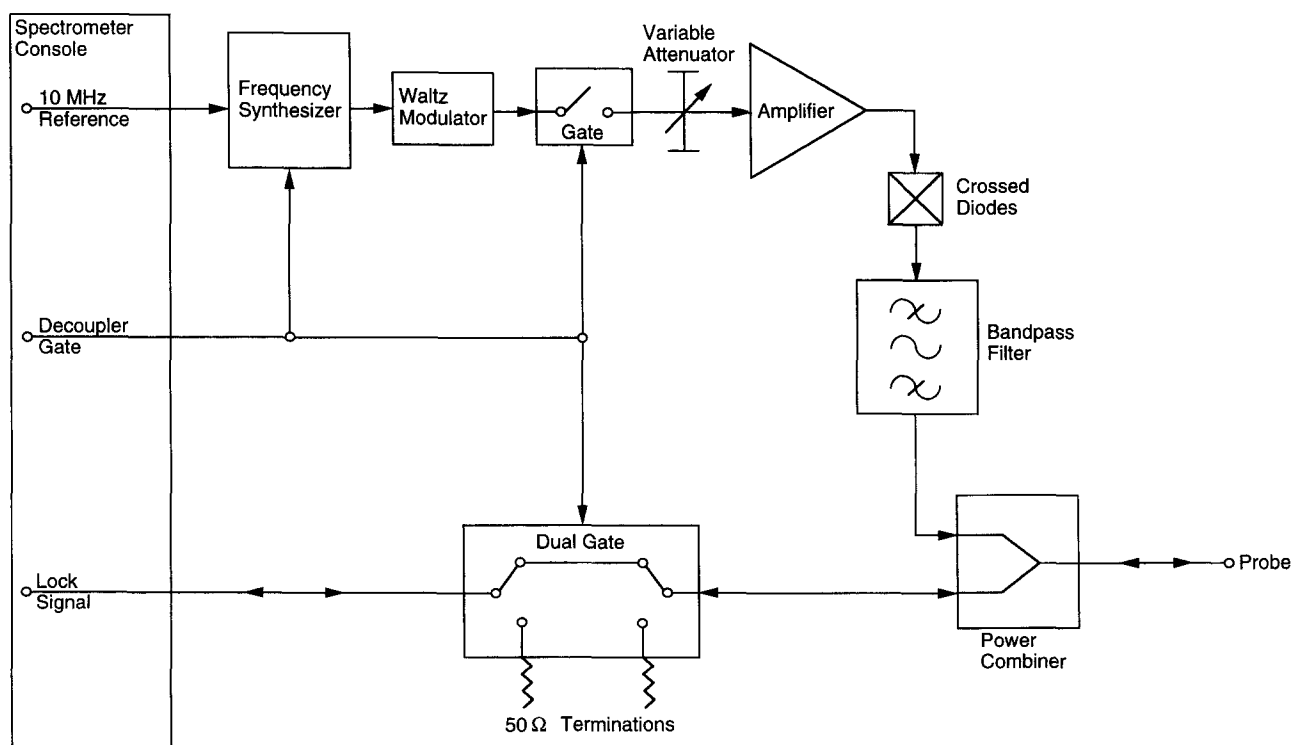 Spectrometer
Console
10 MHz
Reference
Frequency
Synthesizer
Waltz
Modulator
Gate
Variable
Attenuator
Amplifier
Crossed
Diodes
Bandpass
Filter
Decoupler
Gate
Dual Gate
Lock
Signal
50 Ω Terminations
Power
Combiner
Probe